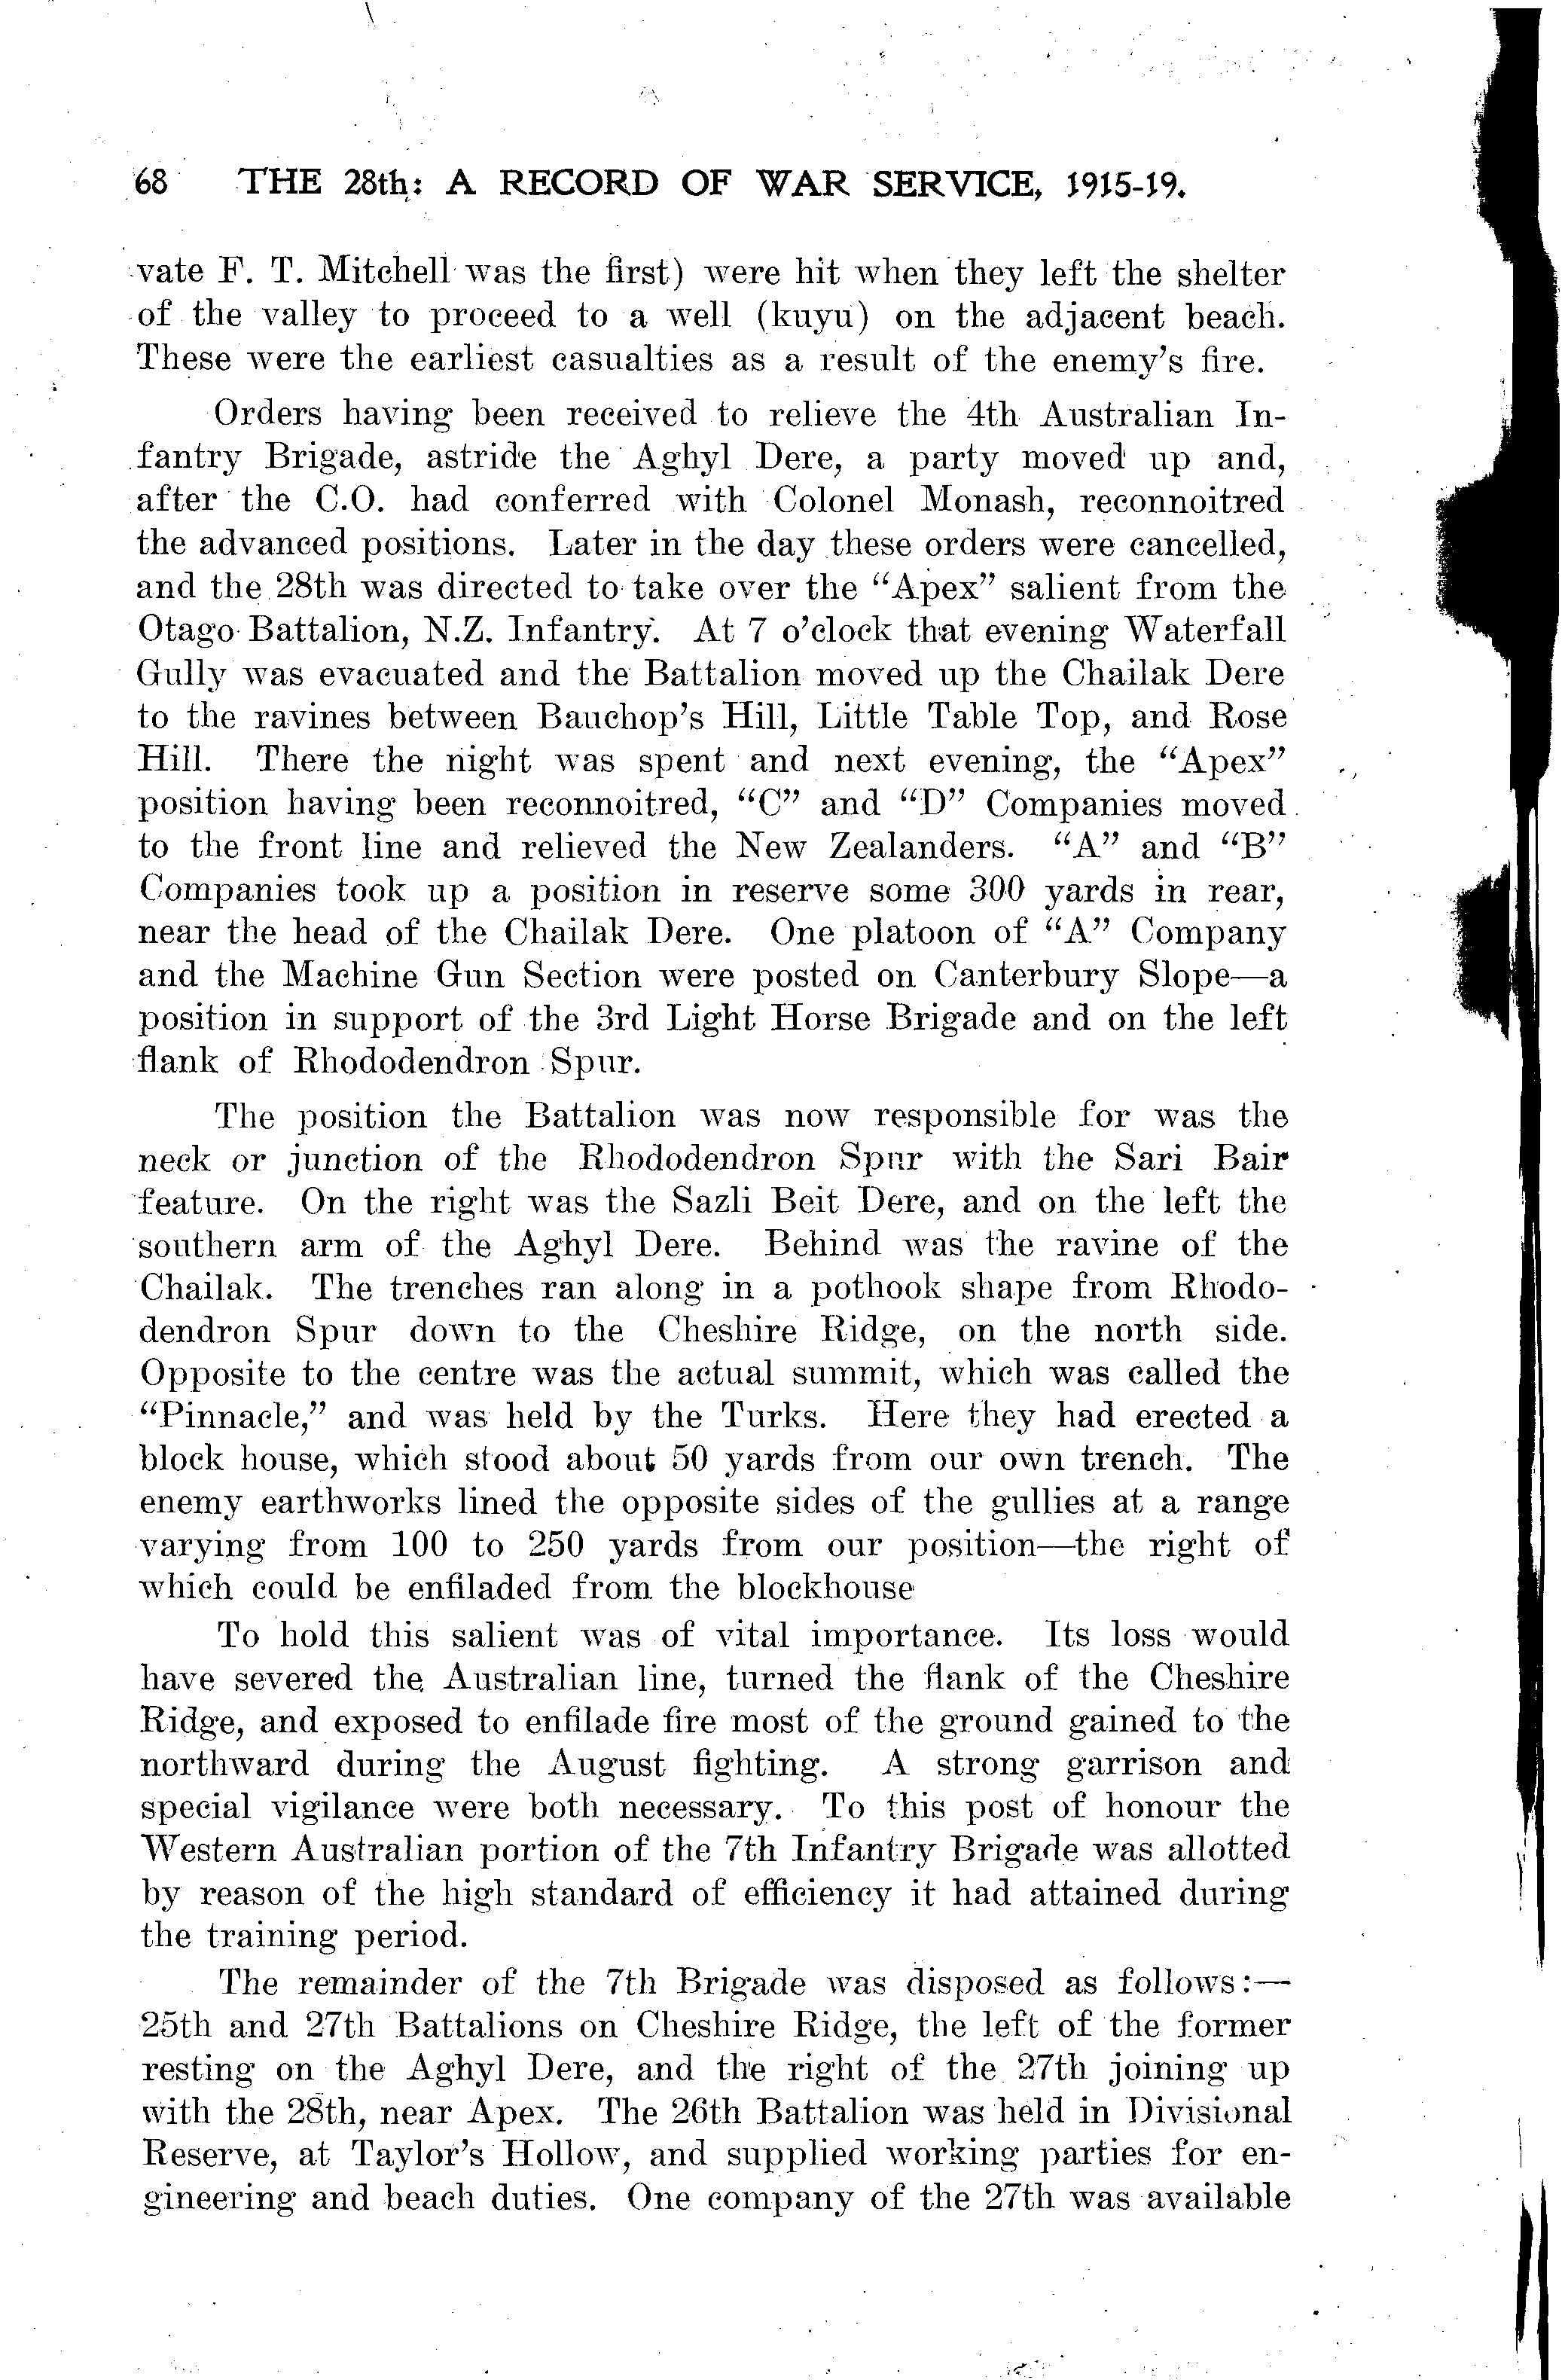 68 THE 28th: A RECORD OF WAR SERVICE, 1915-19.
vate F. T. Mitchell was the first) were hit when they left the shelter
of the valley to proceed to a well (kuyu) on the adjacent beach.
These were the earliest casualties as a result of the enemy's fire.
Orders having been received to relieve the 4th Australian In-
fantry Brigade, astride the Aghyl Dere, a party moved up and,
after the C.O. had conferred with Colonel Monash, reconnoitred
the advanced positions. Later in the day these orders were cancelled,
and the 28th was directed to take over the "Apex" salient from the
Otago Battalion, N.Z. Infantry. At 7 o'clock that evening Waterfall
Gully was evacuated and the Battalion moved up the Chailak Dere
to the ravines between Bauchop's Hill, Little Table Top, and Rose
Hill. There the night was spent and next evening, the "Apex"
position having been reconnoitred, "C" and "D" Companies moved
to the front line and relieved the New Zealanders. "A" and "B"
Companies took up a position in reserve some 300 yards in rear,
near the head of the Chailak Dere. One platoon of "A" Company
and the Machine Gun Section were posted on Canterbury Slope—a
position in support of the 3rd Light Horse Brigade and on the left
flank of Rhododendron Spur.
The position the Battalion was now responsible for was the
neck or junction of the Rhododendron Spur with the Sari Bair
feature. On the right was the Sazli Beit Dere, and on the left the
southern arm of the Aghyl Dere. Behind was the ravine of the
Chailak. The trenches ran along in a pothook shape from Rhodo-
dendron Spur down to the Cheshire Ridge, on the north side.
Opposite to the centre was the actual summit, which was called the
"Pinnacle," and was held by the Turks. Here they had erected a
block house, which stood about 50 yards from our own trench. The
enemy earthworks lined the opposite sides of the gullies at a range
varying from 100 to 250 yards from our position—the right of
which could be enfiladed from the blockhouse
To hold this salient was of vital importance. Its loss would
have severed the Australian line, turned the flank of the Cheshire
Ridge, and exposed to enfilade fire most of the ground gained to the
northward during the August fighting. A strong garrison and
special vigilance were both necessary. To this post of honour the
Western Australian portion of the 7th Infantry Brigade was allotted
by reason of the high standard of efficiency it had attained during
the training period.
The remainder of the 7th Brigade was disposed as follows:—
25th and 27th Battalions on Cheshire Ridge, the left of the former
resting on the Aghyl Dere, and the right of the 27th joining up
with the 28th, near Apex. The 26th Battalion was held in Divisional
Reserve, at Taylor's Hollow, and supplied working parties for en-
gineering and beach duties. One company of the 27th was available